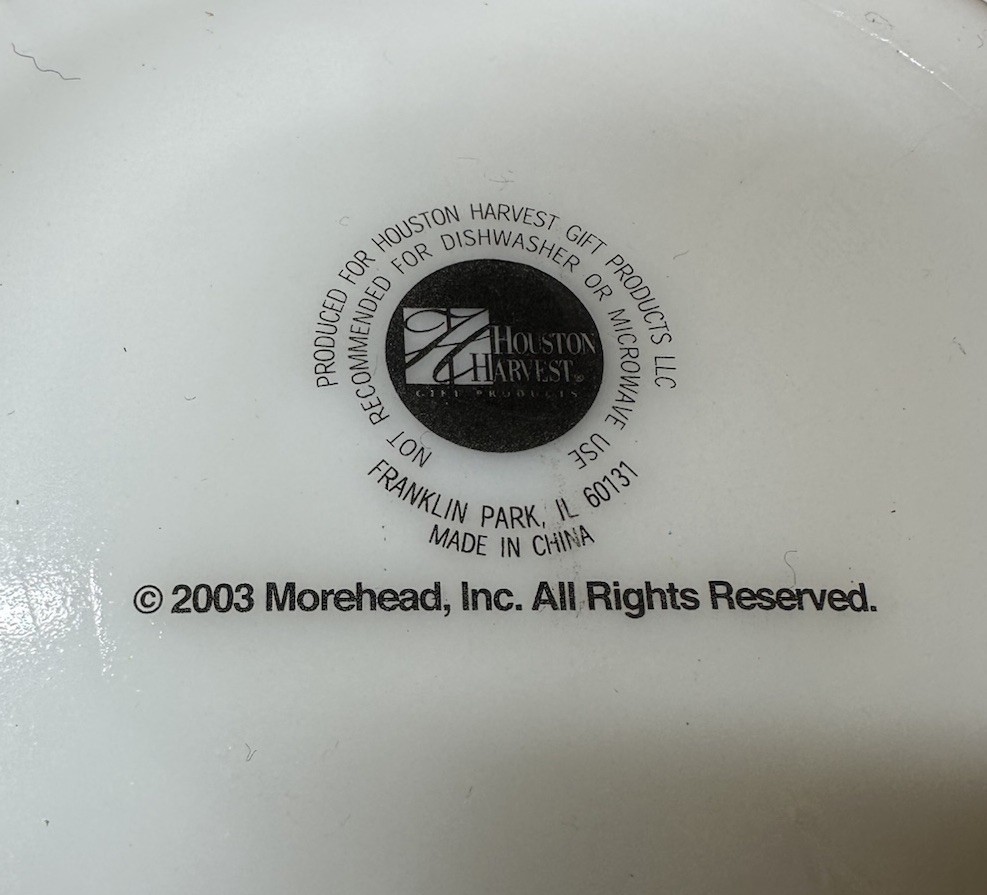 PRODUCED FOR HOUSTON HARVEST GIFT PRODUCTS LLC
NOT RECOMMENDED FOR DISHWASHER OR MICROWAVE USE
HOUSTON
HARVEST®
GIFT PRODUCTS
FRANKLIN PARK, IL 60131
MADE IN CHINA
© 2003 Morehead, Inc. All Rights Reserved.